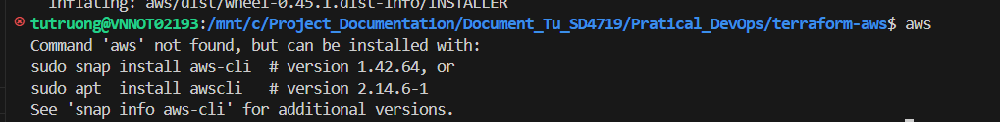 inflating: aws/dist/wheel-0.45.1.dist-info/INSTALLER
tutruong@VNNOT02193:/mnt/c/Project_Documentation/Document_Tu_SD4719/Pratical_DevOps/terraform-aws$ aws
Command 'aws' not found, but can be installed with:
sudo snap install aws-cli  # version 1.42.64, or
sudo apt  install awscli   # version 2.14.6-1
See 'snap info aws-cli' for additional versions.